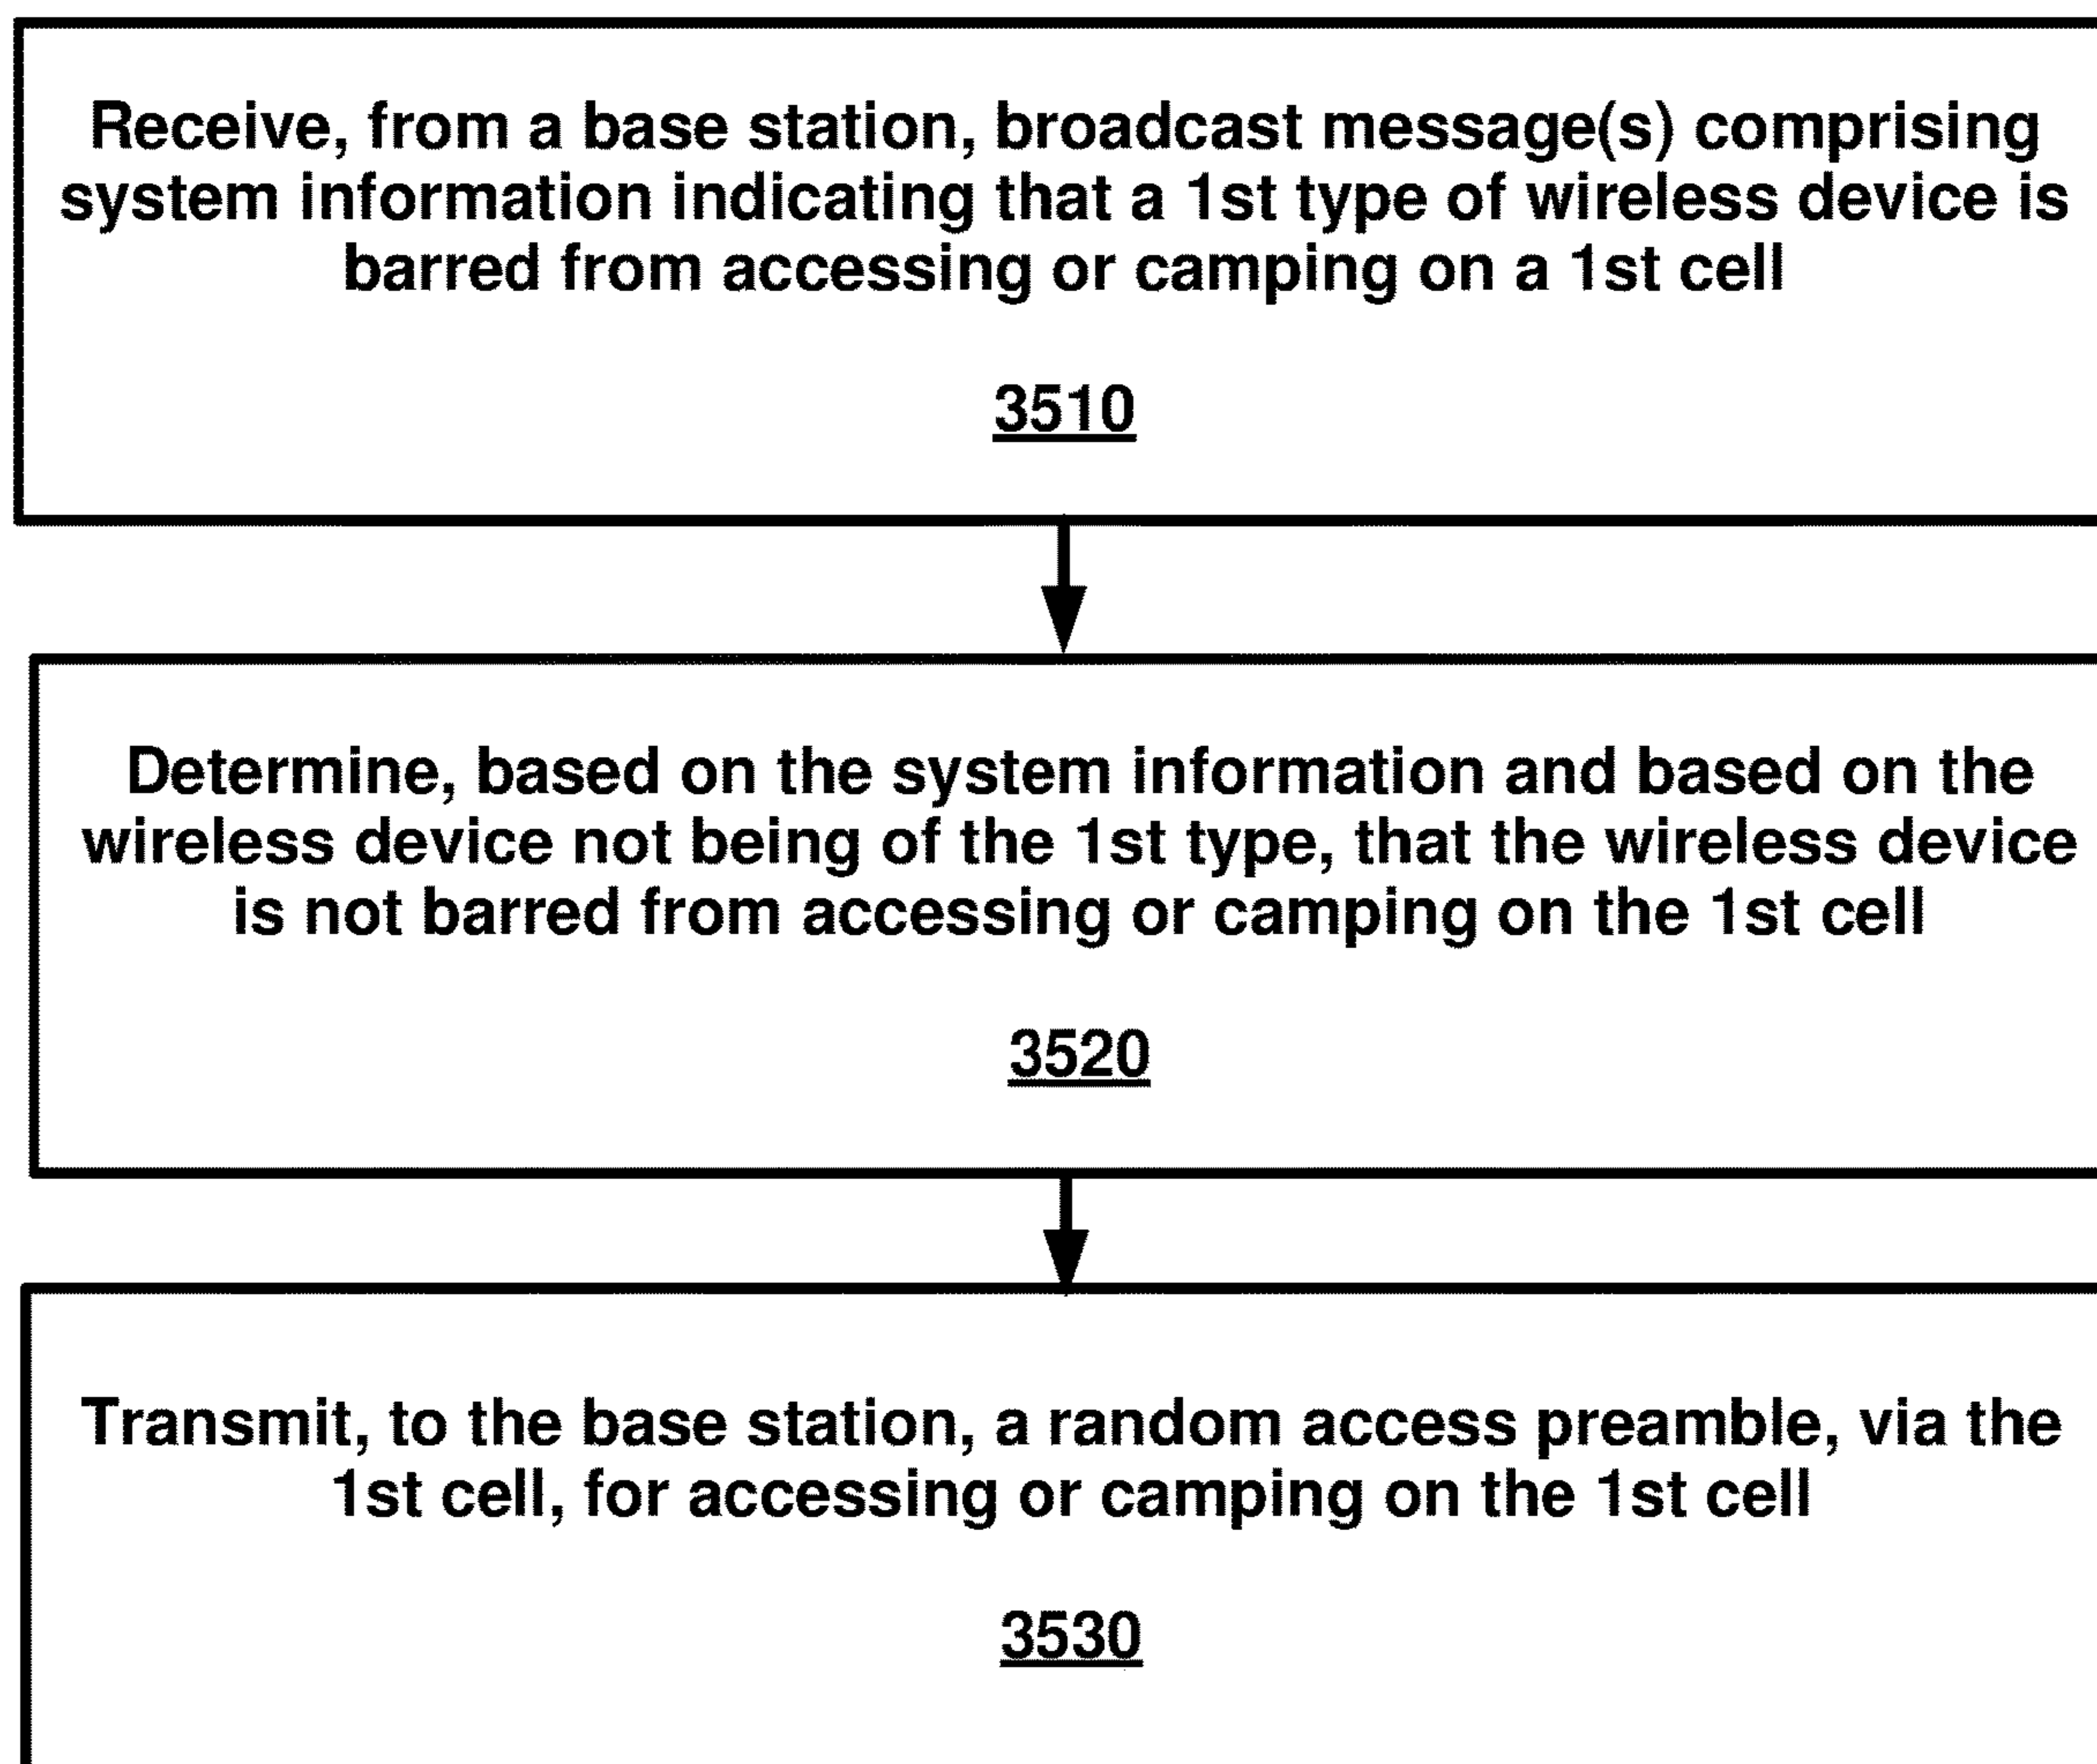 Receive, from a base station, broadcast message(s) comprising
system information indicating that a 1st type of wireless device is
barred from accessing or camping on a 1st cell
3510
Determine, based on the system information and based on the
wireless device not being of the 1st type, that the wireless device
is not barred from accessing or camping on the 1st cell
3520
Transmit, to the base station, a random access preamble, via the
1st cell, for accessing or camping on the 1st cell
3530